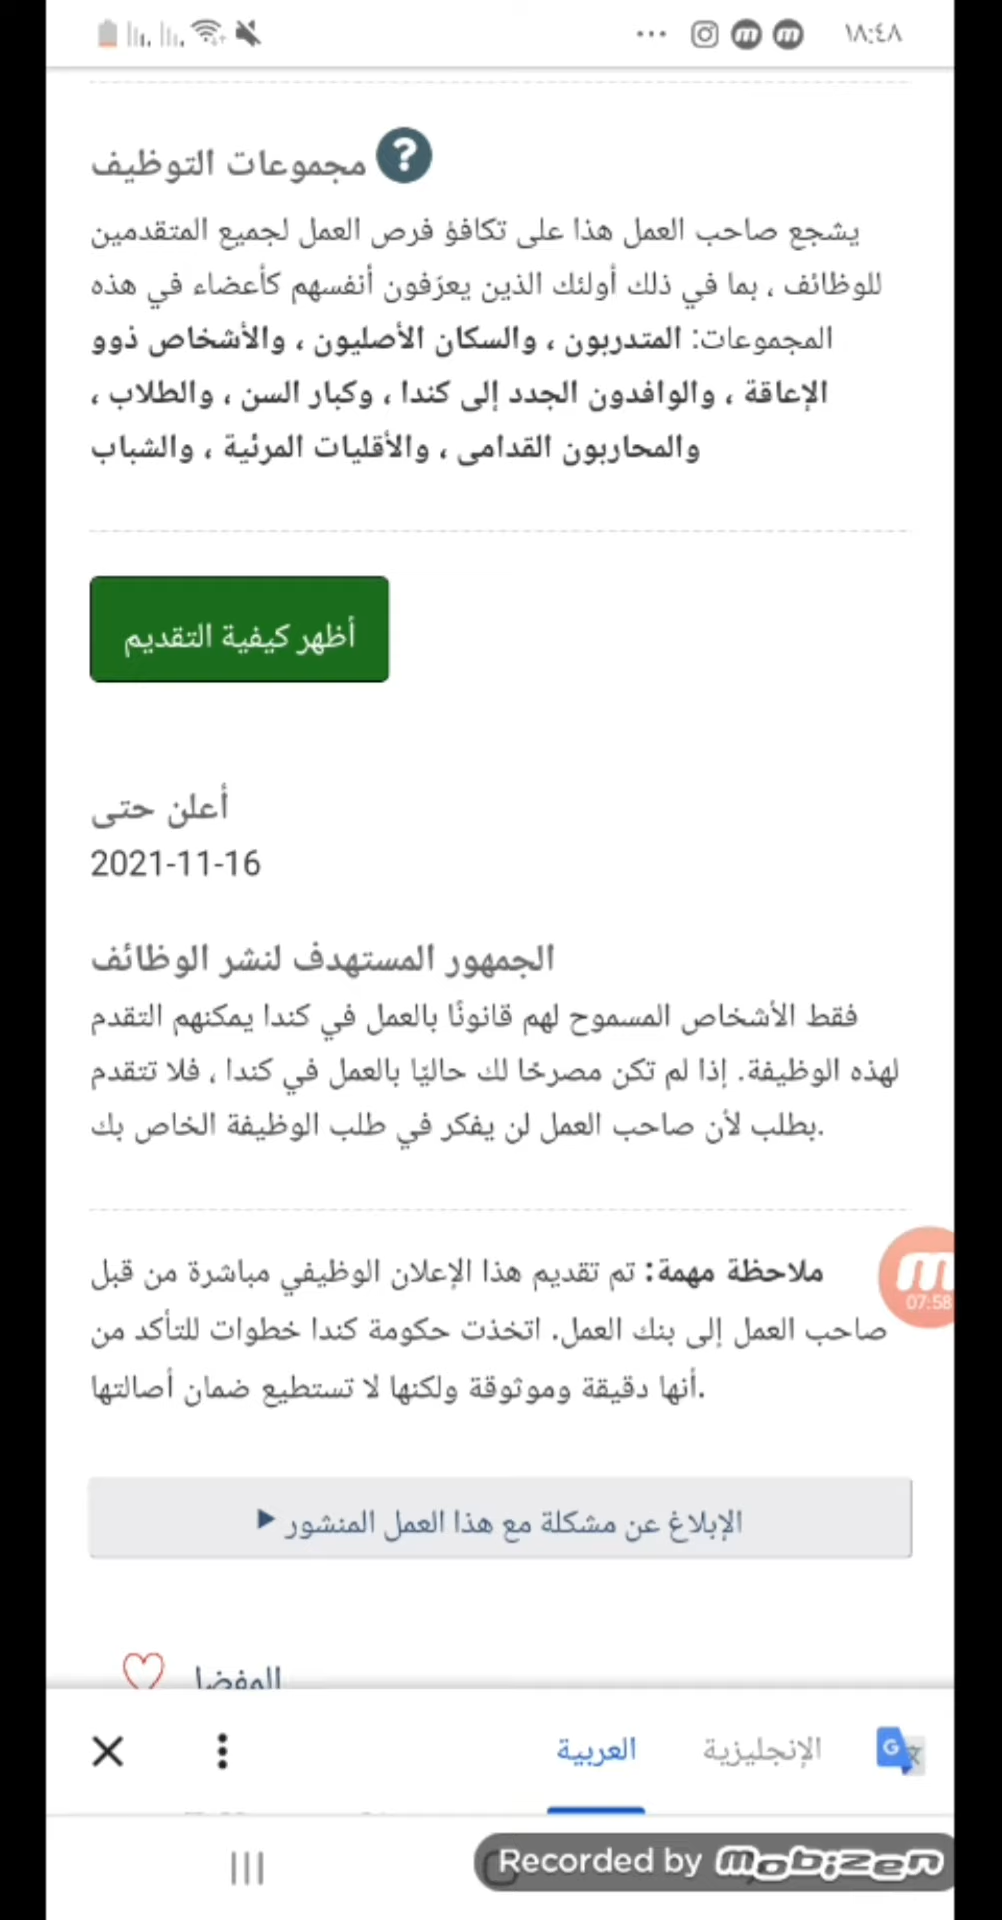 ١٨:٤٨
مجموعات التوظيف ?
يشجع صاحب العمل هذا على تكافؤ فرص العمل لجميع المتقدمين
للوظائف ، بما في ذلك أولئك الذين يعرّفون أنفسهم كأعضاء في هذه
المجموعات: المتدربون ، والسكان الأصليون ، والأشخاص ذوو
الإعاقة ، والوافدون الجدد إلى كندا ، وكبار السن ، والطلاب ،
والمحاربون القدامى ، والأقليات المرئية ، والشباب
أظهر كيفية التقديم
أعلن حتى
2021-11-16
الجمهور المستهدف لنشر الوظائف
فقط الأشخاص المسموح لهم قانونًا بالعمل في كندا يمكنهم التقدم
لهذه الوظيفة. إذا لم تكن مصرحًا لك حاليًا بالعمل في كندا ، فلا تتقدم
بطلب لأن صاحب العمل لن يفكر في طلب الوظيفة الخاص بك.
ملاحظة مهمة: تم تقديم هذا الإعلان الوظيفي مباشرة من قبل
07:58
صاحب العمل إلى بنك العمل. اتخذت حكومة كندا خطوات للتأكد من
أنها دقيقة وموثوقة ولكنها لا تستطيع ضمان أصالتها.
الإبلاغ عن مشكلة مع هذا العمل المنشور
الإنجليزية
العربية
Recorded by mobizen